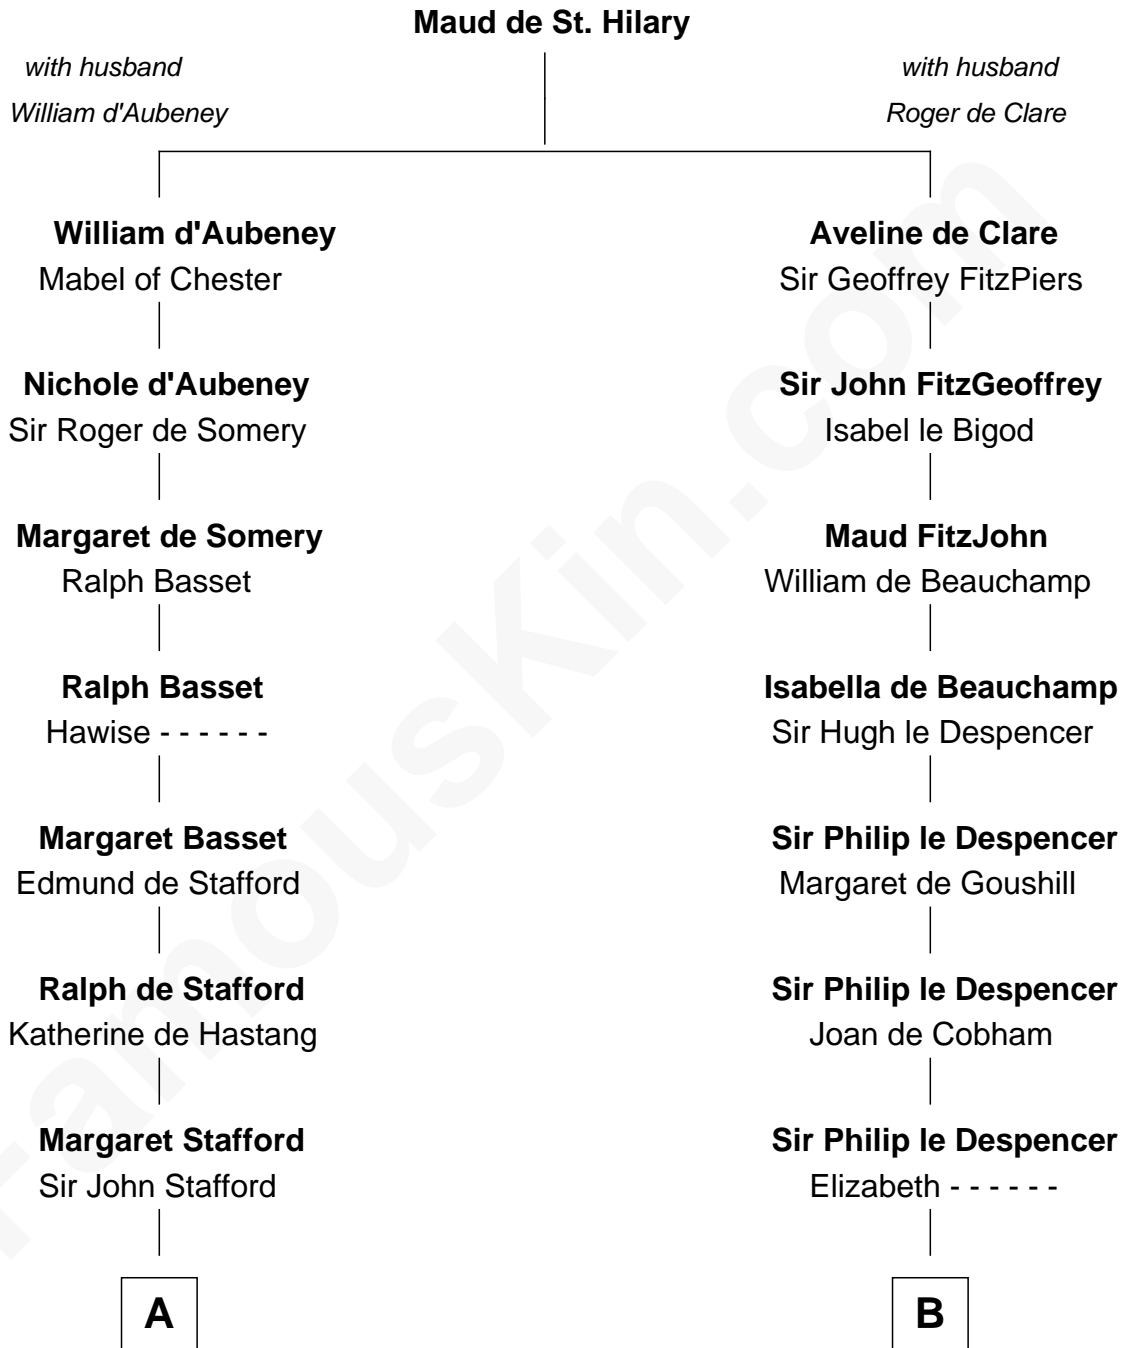 Maud de St. Hilary
with husband
William d'Aubeney
with husband
Roger de Clare
William d'Aubeney
Mabel of Chester
Aveline de Clare
Sir Geoffrey FitzPiers
Nichole d'Aubeney
Sir Roger de Somery
Sir John FitzGeoffrey
Isabel le Bigod
Margaret de Somery
Ralph Basset
Maud FitzJohn
William de Beauchamp
Ralph Basset
Hawise - - - - - -
Isabella de Beauchamp
Sir Hugh le Despencer
Margaret Basset
Edmund de Stafford
Sir Philip le Despencer
Margaret de Goushill
Ralph de Stafford
Katherine de Hastang
Sir Philip le Despencer
Joan de Cobham
Margaret Stafford
Sir John Stafford
Sir Philip le Despencer
Elizabeth - - - - - -
A
B
FamousKin.com